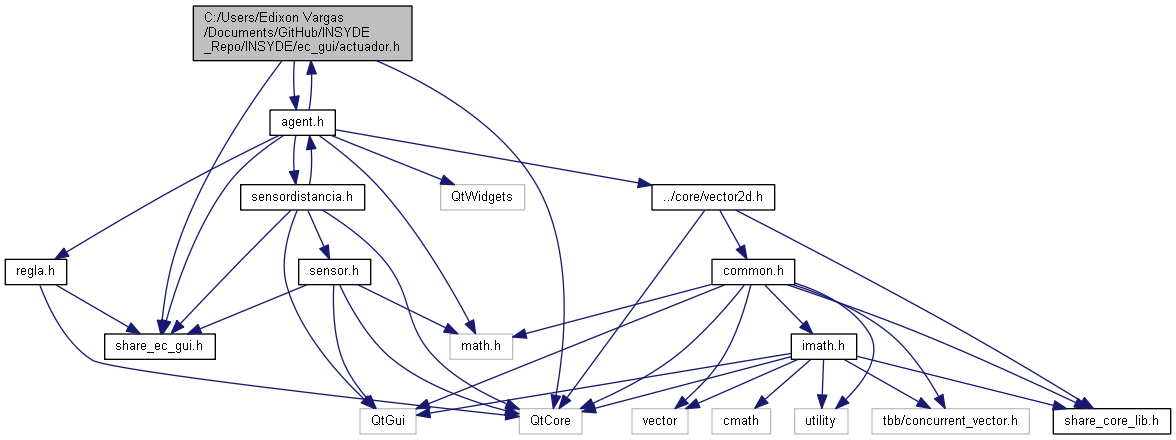 C:/Users/Edixon Vargas
/Documents/GitHub/INSYDE
_Repo/INSYDE/ec_gui/actuador.h
agent.h
sensordistancia.h
QtWidgets
../core/vector2d.h
regla.h
sensor.h
common.h
share_ec_gui.h
math.h
imath.h
QtGui
QtCore
vector
cmath
utility
tbb/concurrent_vector.h
share_core_lib.h